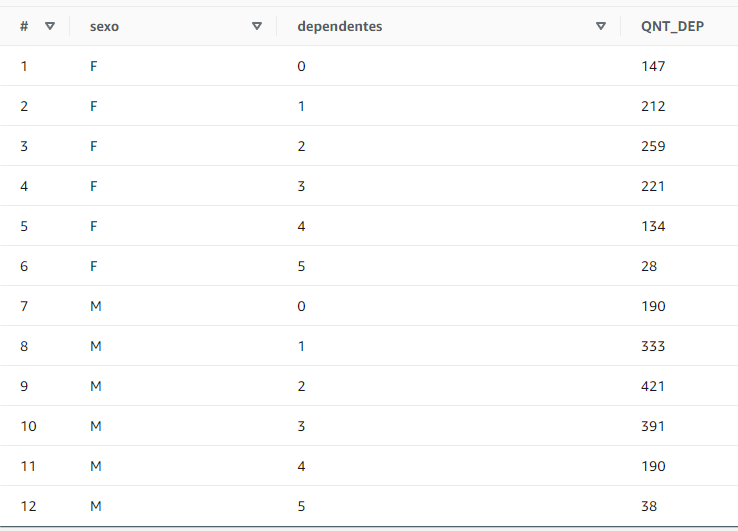 # sexo dependentes QNT_DEP
1 F 0 147
2 F 1 212
3 F 2 259
4 F 3 221
5 F 4 134
6 F 5 28
7 M 0 190
8 M 1 333
9 M 2 421
10 M 3 391
11 M 4 190
12 M 5 38